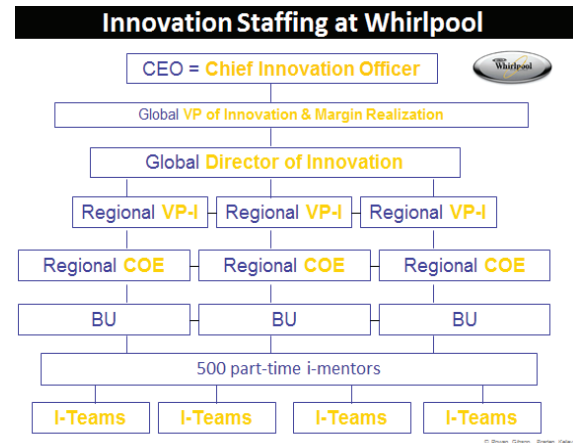 Innovation Staffing at Whirlpool
CEO = Chief Innovation Officer
Whirlpool
Global VP of Innovation & Margin Realization
Global Director of Innovation
Regional VP-I Regional VP-I Regional VP-I
Regional COE Regional COE Regional COE
BU BU BU
500 part-time i-mentors
I-Teams I-Teams I-Teams I-Teams